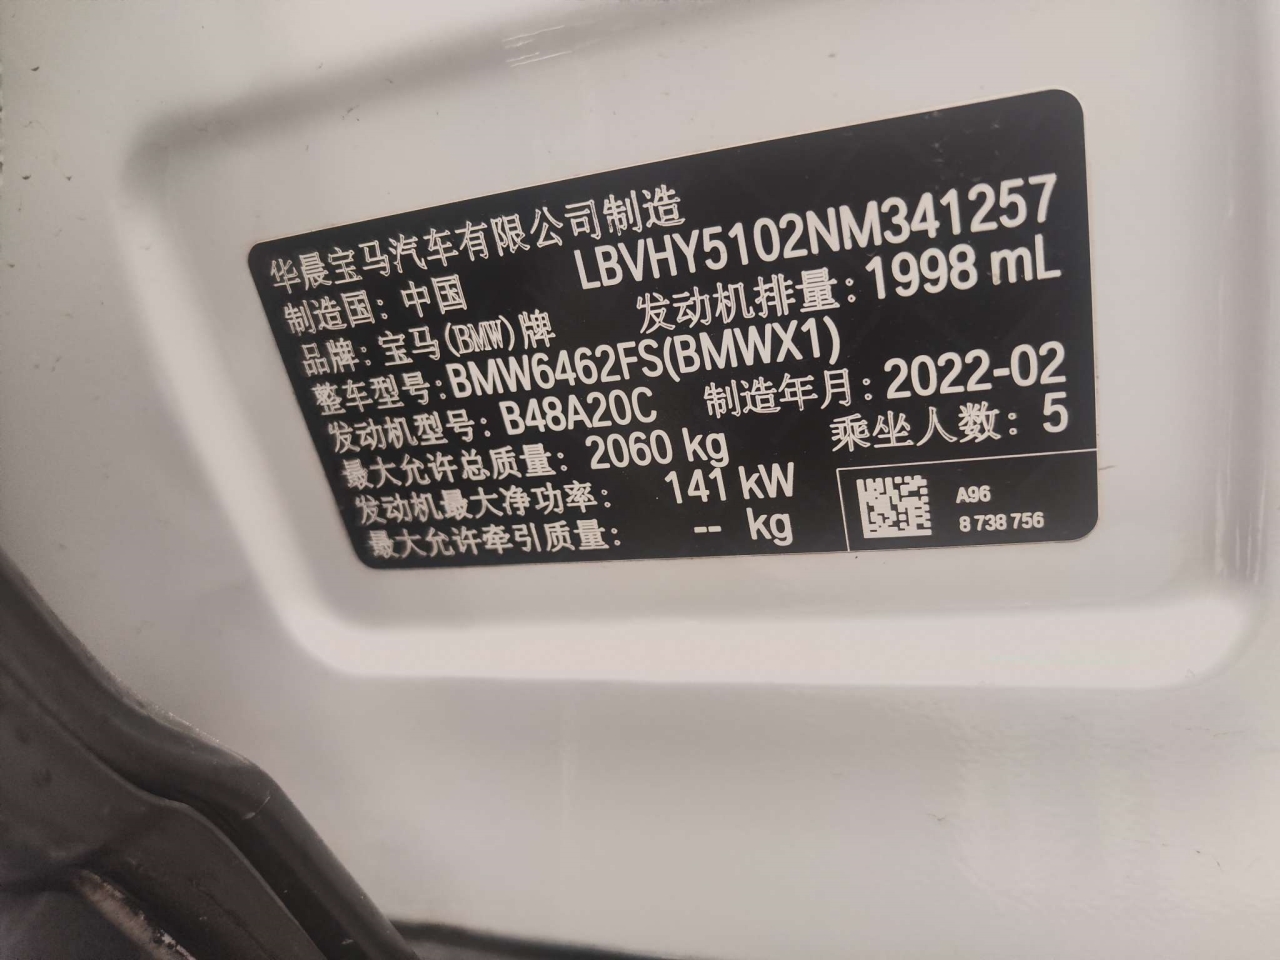 华晨宝马汽车有限公司制造
制造国：中国 LBVHY5102NM341257
品牌：宝马(BMW)牌 发动机排量：1998 mL
整车型号：BMW6462FS(BMWX1)
发动机型号：B48A20C 制造年月：2022-02
最大允许总质量：2060 kg 乘坐人数：5
发动机最大净功率：141 kW
最大允许牵引质量：-- kg
A96
8 738 756